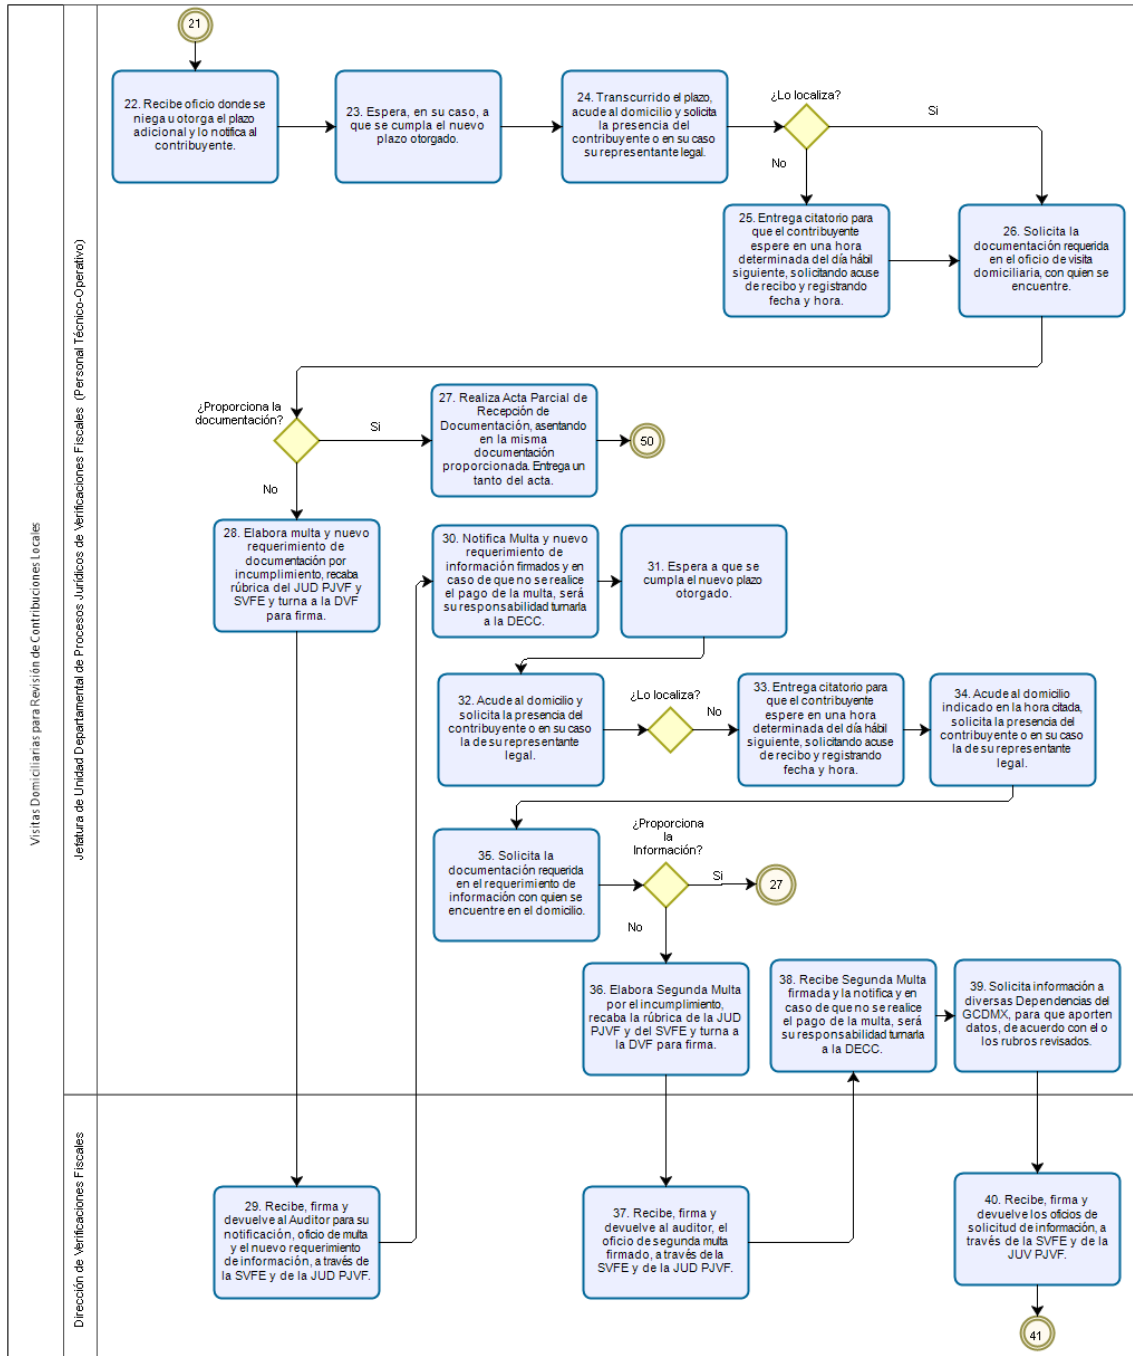 21
22. Recibe oficio donde se
niega u otorga el plazo
adicional y lo notifica al
contribuyente.
23. Espera, en su caso, a
que se cumpla el nuevo
plazo otorgado.
24. Transcurrido el plazo,
acude al domicilio y solicita
la presencia del
contribuyente o en su caso
su representante legal.
¿Lo localiza?
Si
No
25. Entrega citatorio para
que el contribuyente
espere en una hora
determinada del día hábil
siguiente, solicitando acuse
de recibo y registrando
fecha y hora.
26. Solicita la
documentación requerida
en el oficio de visita
domiciliaria, con quien se
encuentre.
¿Proporciona la
documentación?
Si
No
27. Realiza Acta Parcial de
Recepción de
Documentación, asentando
en la misma
documentación
proporcionada. Entrega un
tanto del acta.
50
28. Elabora multa y nuevo
requerimiento de
documentación por
incumplimiento, recaba
rúbrica del JUD PJVF y
SVFE y turna a la DVF
para firma.
30. Notifica Multa y nuevo
requerimiento de
información firmados y en
caso de que no se realice
el pago de la multa, será
su responsabilidad turnarla
a la DECC.
31. Espera a que se
cumpla el nuevo plazo
otorgado.
32. Acude al domicilio y
solicita la presencia del
contribuyente o en su caso
la de su representante
legal.
¿Lo localiza?
No
33. Entrega citatorio para
que el contribuyente
espere en una hora
determinada del día hábil
siguiente, solicitando acuse
de recibo y registrando
fecha y hora.
34. Acude al domicilio
indicado en la hora citada,
solicita la presencia del
contribuyente o en su caso
la de su representante
legal.
35. Solicita la
documentación requerida
en el requerimiento de
información con quien se
encuentre en el domicilio.
¿Proporciona
la
Información?
Si
27
No
36. Elabora Segunda Multa
por el incumplimiento,
recaba la rúbrica de la JUD
PJVF y del SVFE y turna a
la DVF para firma.
38. Recibe Segunda Multa
firmada y la notifica y en
caso de que no se realice
el pago de la multa, será
su responsabilidad turnarla
a la DECC.
39. Solicita información a
diversas Dependencias del
GCDMX, para que aporten
datos, de acuerdo con el o
los rubros revisados.
29. Recibe, firma y
devuelve al Auditor para su
notificación, oficio de multa
y el nuevo requerimiento
de información, a través de
la SVFE y de la JUD PJVF.
37. Recibe, firma y
devuelve al auditor, el
oficio de segunda multa
firmado, a través de la
SVFE y de la JUD PJVF.
40. Recibe, firma y
devuelve los oficios de
solicitud de información, a
través de la SVFE y de la
JUV PJVF.
41
Visitas Domiciliarias para Revisión de Contribuciones Locales
Jefatura de Unidad Departamental de Procesos Jurídicos de Verificaciones Fiscales (Personal Técnico-Operativo)
Dirección de Verificaciones Fiscales